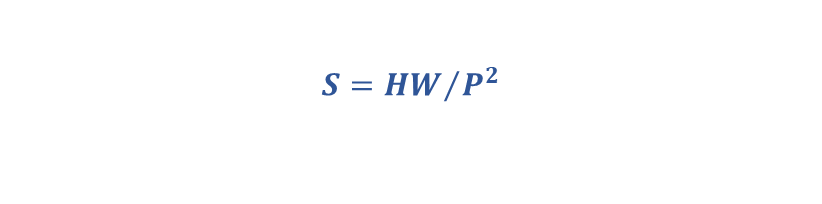 S = HW/P²